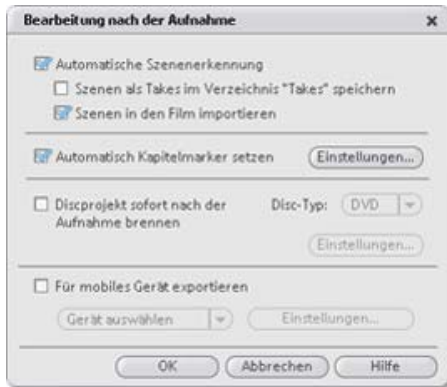 Bearbeitung nach der Aufnahme
Automatische Szenenerkennung
Szenen als Takes im Verzeichnis "Takes" speichern
Szenen in den Film importieren
Automatisch Kapitelmarker setzen Einstellungen...
Discprojekt sofort nach der Disc-Typ: DVD
Aufnahme brennen
Einstellungen...
Für mobiles Gerät exportieren
Gerät auswählen Einstellungen...
OK Abbrechen Hilfe